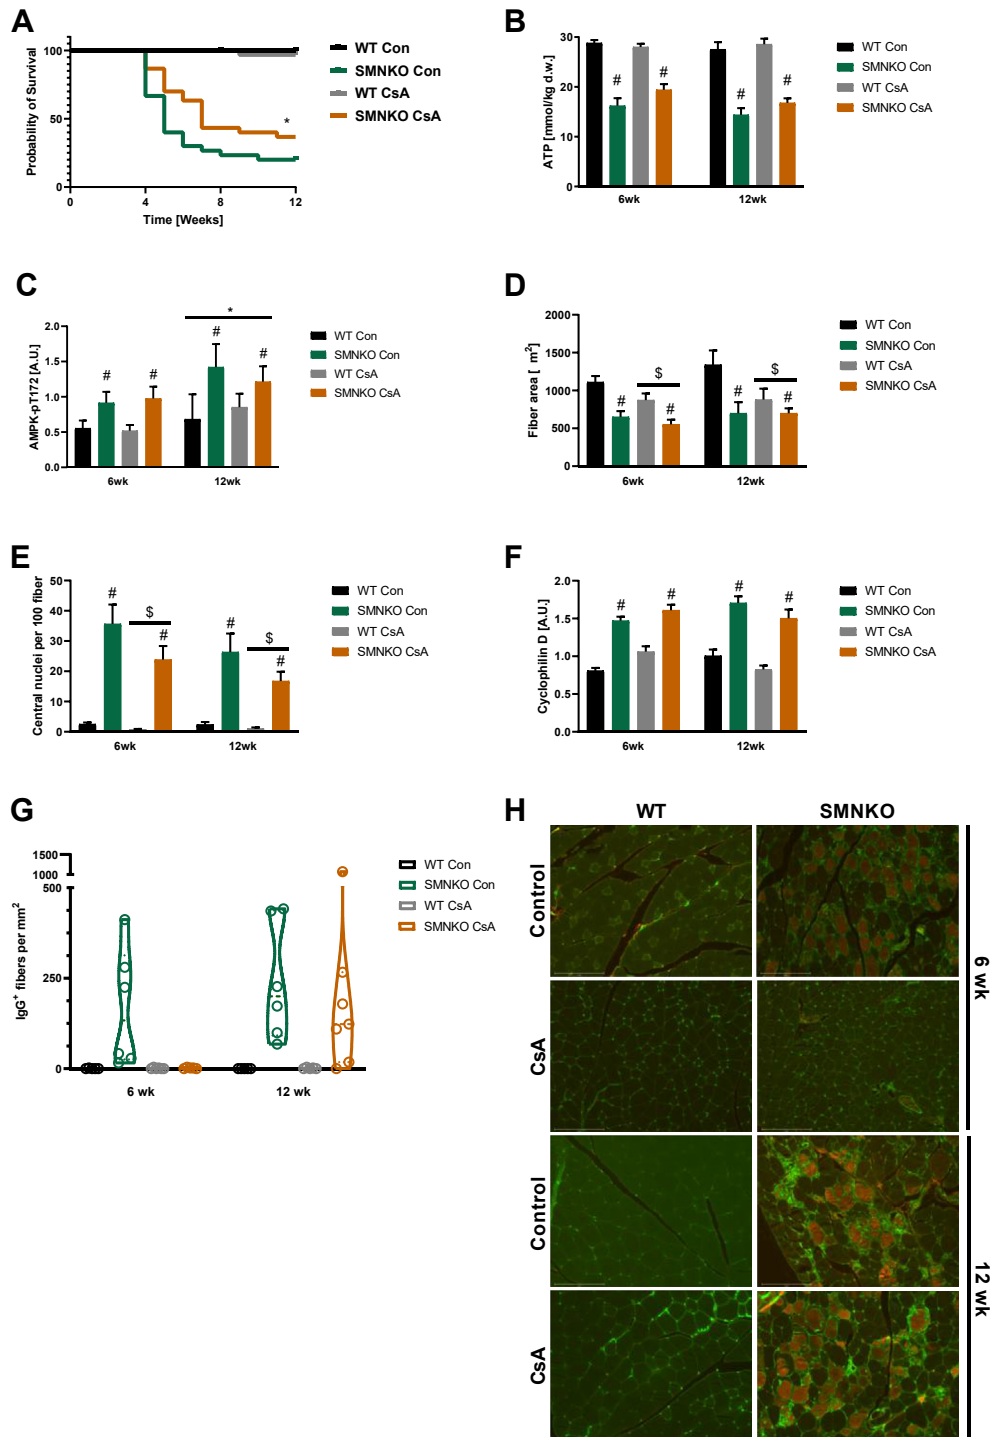 A
Probability of Survival
100
50
0
0
4
8
12
Time [Weeks]
*
WT Con
SMNKO Con
WT CsA
SMNKO CsA
B
ATP [mmol/kg d.w.]
30
20
10
0
# # # #
6wk
12wk
WT Con
SMNKO Con
WT CsA
SMNKO CsA
C
AMPK-pT172 [A.U.]
2.0
1.5
1.0
0.5
0.0
*
# # # #
6wk
12wk
WT Con
SMNKO Con
WT CsA
SMNKO CsA
D
Fiber area [ m²]
2000
1500
1000
500
0
$ $
# # # #
6wk
12wk
WT Con
SMNKO Con
WT CsA
SMNKO CsA
E
Central nuclei per 100 fiber
50
40
30
20
10
0
$ $
# # # #
6wk
12wk
WT Con
SMNKO Con
WT CsA
SMNKO CsA
F
Cyclophilin D [A.U.]
2.0
1.5
1.0
0.5
0.0
# # # #
6wk
12wk
WT Con
SMNKO Con
WT CsA
SMNKO CsA
G
IgG⁺ fibers per mm²
1500
1000
500
250
0
6 wk
12 wk
WT Con
SMNKO Con
WT CsA
SMNKO CsA
H
WT
SMNKO
Control
CsA
Control
CsA
6 wk
12 wk